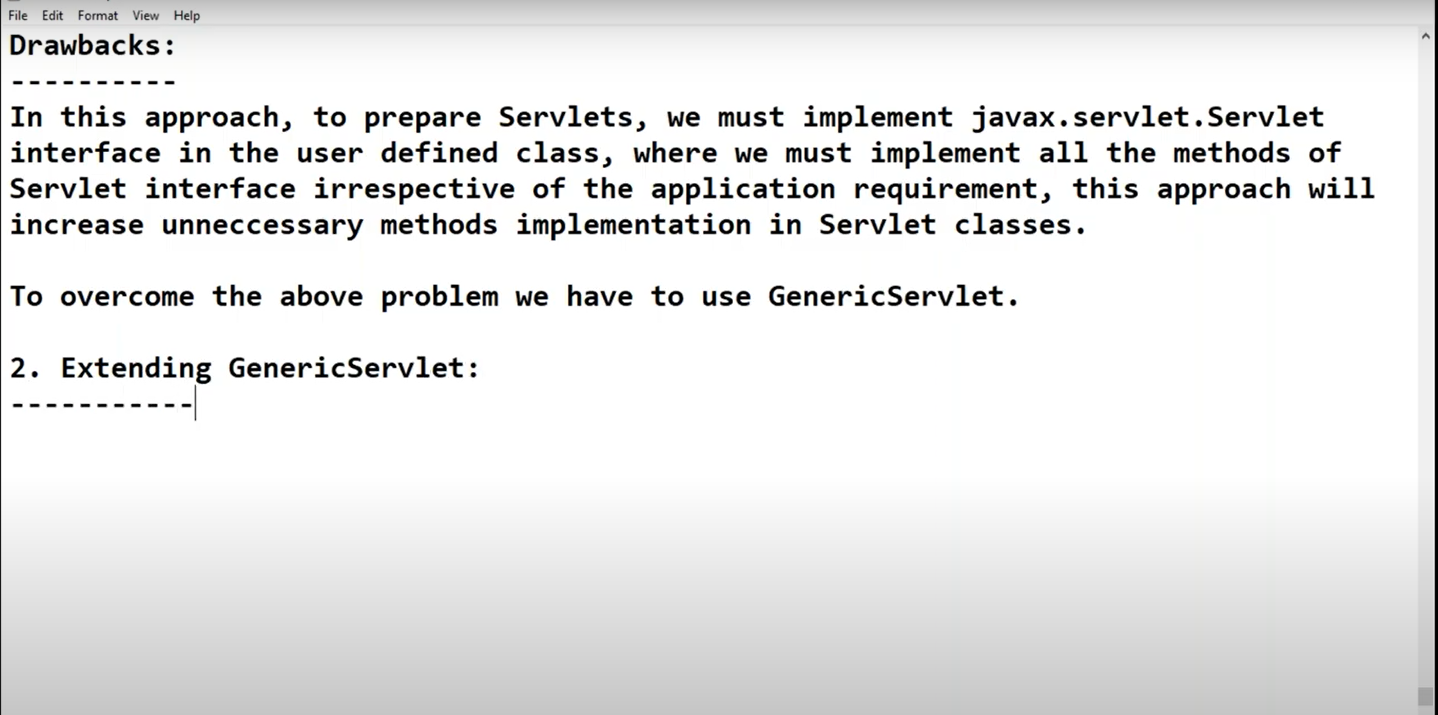 File Edit Format View Help
Drawbacks:
----------
In this approach, to prepare Servlets, we must implement javax.servlet.Servlet
interface in the user defined class, where we must implement all the methods of
Servlet interface irrespective of the application requirement, this approach will
increase unneccessary methods implementation in Servlet classes.
To overcome the above problem we have to use GenericServlet.
2. Extending GenericServlet:
-----------